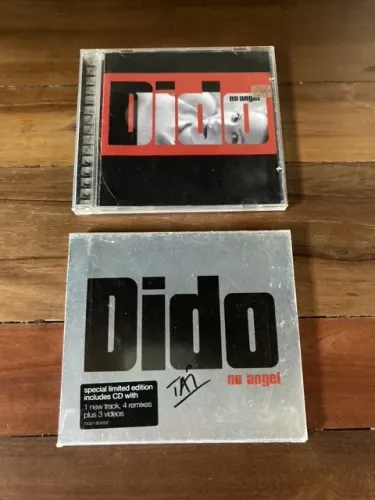 Dido
no angel
Dido
no angel
special limited edition
includes CD with
1 new track, 4 remixes
plus 3 videos